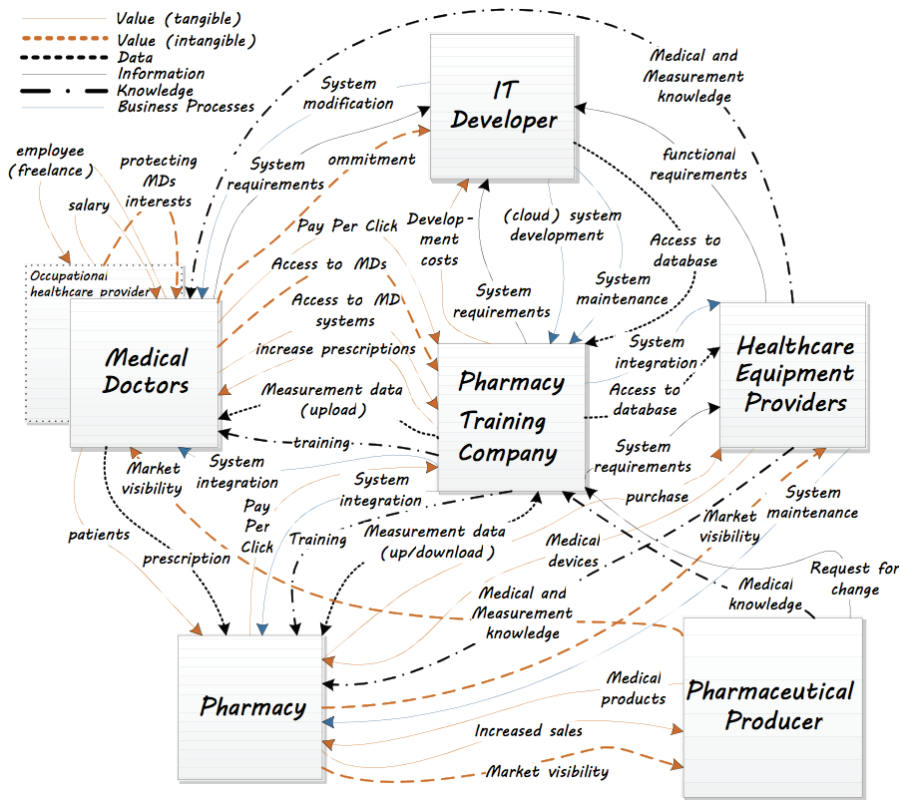 Value (tangible)
Value (intangible)
Data
Information
Knowledge
Business Processes
IT
Developer
Medical and
Measurement
knowledge
System
modification
employee
(freelance)
protecting
MDs
interests
System
requirements
ommitment
functional
requirements
salary
Pay Per Click
Develop-
ment
costs
(cloud) system
development
Access to
database
Access to MDs
Occupational
healthcare provider
System
requirements
System
maintenance
Access to MD
systems
Medical
Doctors
increase prescriptions
Pharmacy
Training
Company
System
integration
Healthcare
Equipment
Providers
Measurement data
(upload)
Access to
database
training
System
requirements
Market
visibility
System
integration
System
integration
purchase
System
maintenance
patients
Pay
Per
Click
Training
Measurement data
(up/download)
Market
visibility
prescription
Medical
devices
Request for
change
Medical and
Measurement
knowledge
Medical
knowledge
Pharmacy
Medical
products
Pharmaceutical
Producer
Increased sales
Market visibility